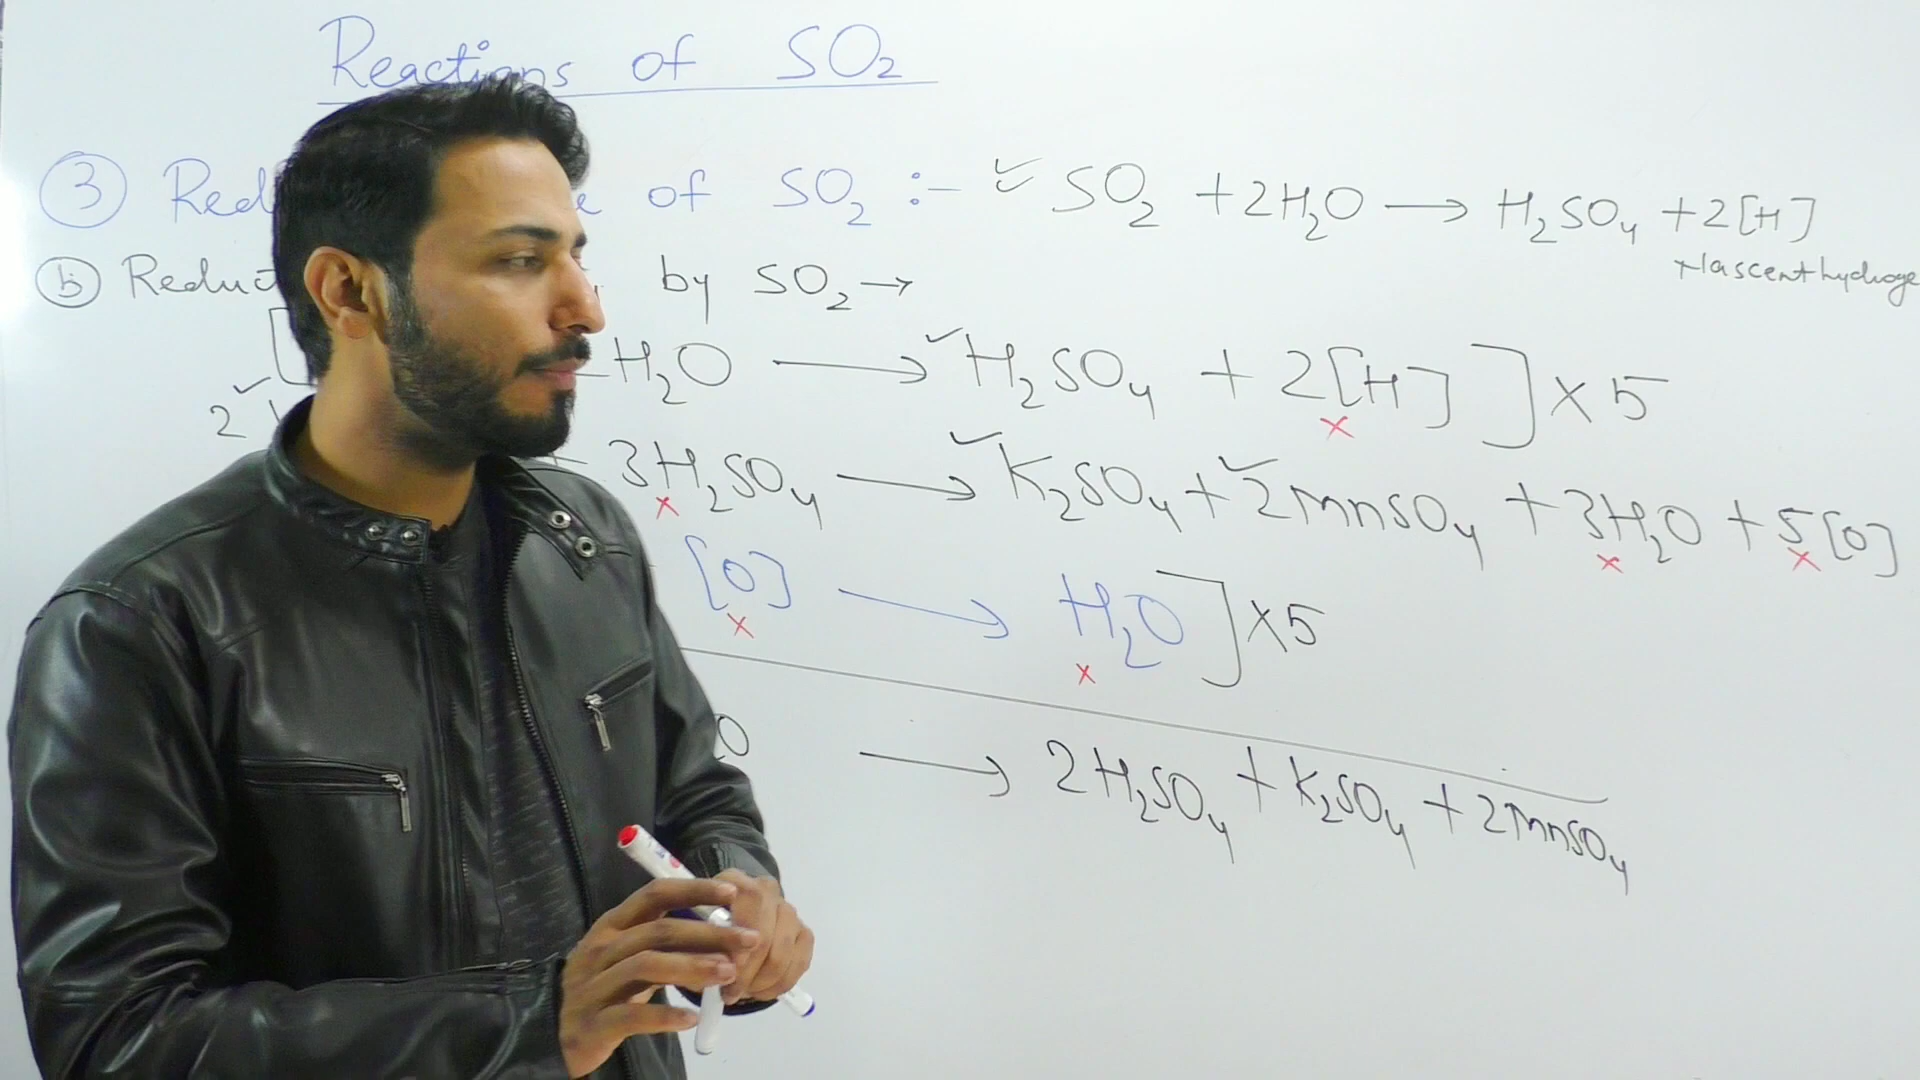 Reactions of SO₂
③ Red of SO₂ :- SO₂ + 2H₂O → H₂SO₄ + 2[H]
Nascent hydroge
ⓑ Reduct by SO₂ →
[ H₂O → H₂SO₄ + 2[H] ] × 5
2 + 3H₂SO₄ → K₂SO₄ + 2MnSO₄ + 3H₂O + 5[O]
[O] → H₂O ] × 5
O → 2H₂SO₄ + K₂SO₄ + 2MnSO₄